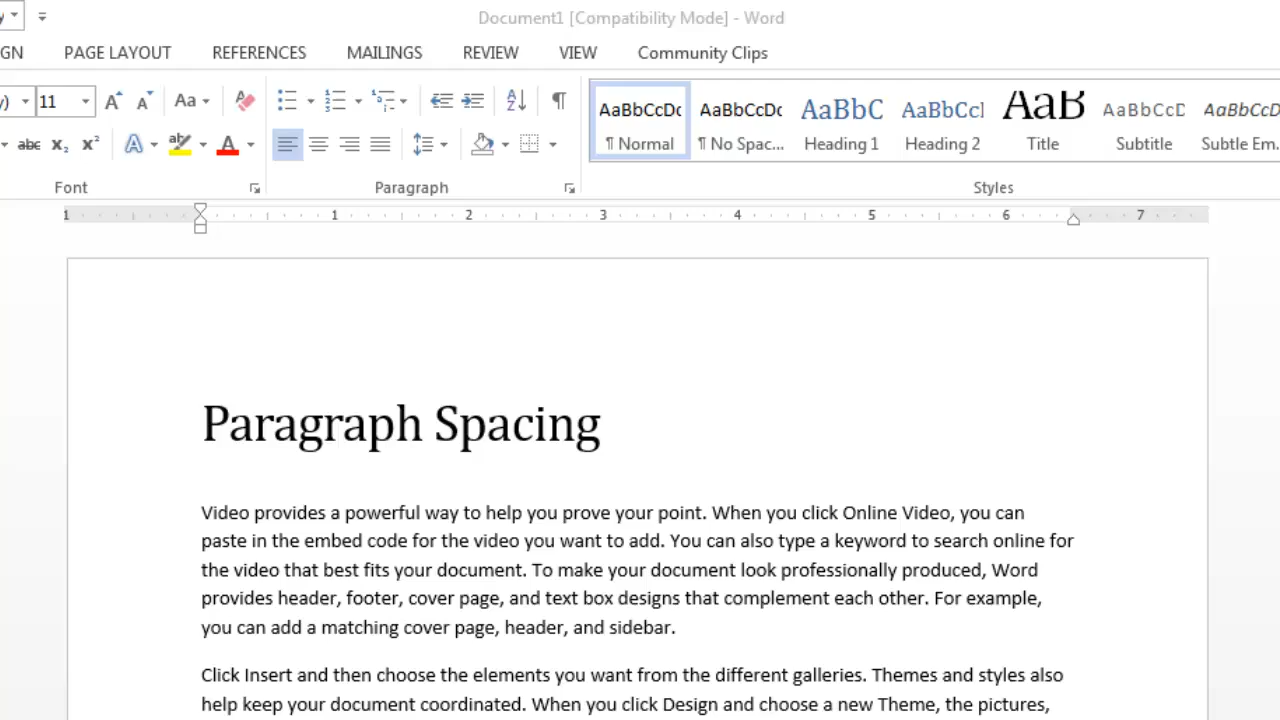 Document1 [Compatibility Mode] - Word
GN PAGE LAYOUT REFERENCES MAILINGS REVIEW VIEW Community Clips
y) 11 Aa
AaBbCcDc AaBbCcDc AaBbC AaBbCc AaB AaBbCcD AaBbCcD
abc x₂ x² A A
¶ Normal ¶ No Spac... Heading 1 Heading 2 Title Subtitle Subtle Em...
Font Paragraph Styles
1 1 2 3 4 5 6 7
Paragraph Spacing
Video provides a powerful way to help you prove your point. When you click Online Video, you can
paste in the embed code for the video you want to add. You can also type a keyword to search online for
the video that best fits your document. To make your document look professionally produced, Word
provides header, footer, cover page, and text box designs that complement each other. For example,
you can add a matching cover page, header, and sidebar.
Click Insert and then choose the elements you want from the different galleries. Themes and styles also
help keep your document coordinated. When you click Design and choose a new Theme, the pictures,